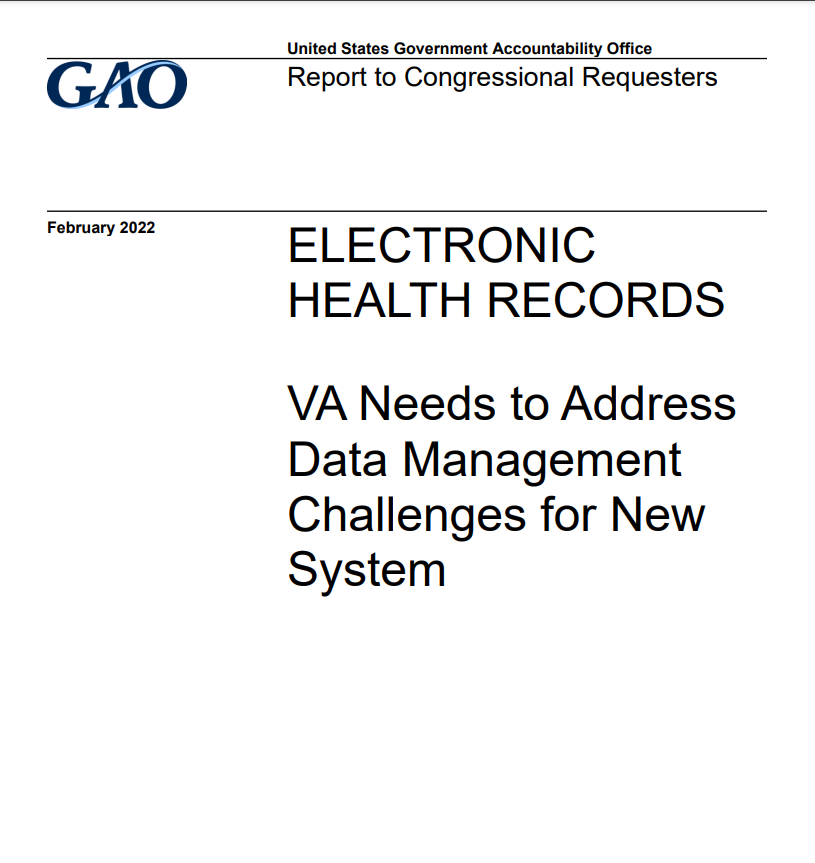 United States Government Accountability Office
GAO
Report to Congressional Requesters
February 2022
ELECTRONIC
HEALTH RECORDS
VA Needs to Address
Data Management
Challenges for New
System